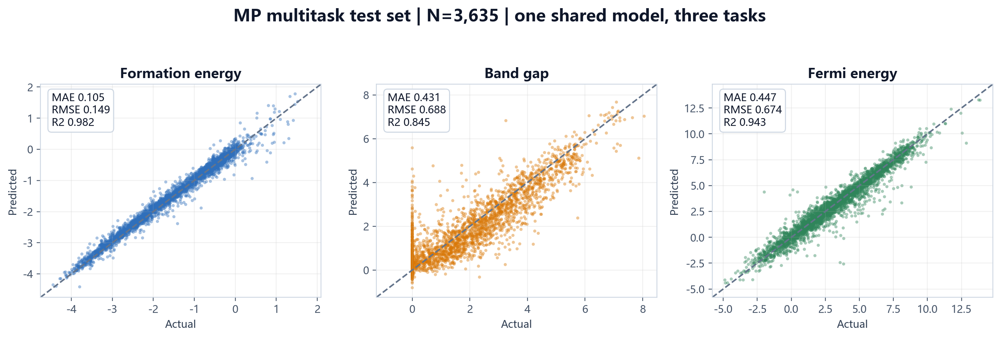 MP multitask test set | N=3,635 | one shared model, three tasks
Formation energy
MAE 0.105
RMSE 0.149
R2 0.982
2
1
0
-1
-2
-3
-4
Predicted
-4 -3 -2 -1 0 1 2
Actual
Band gap
MAE 0.431
RMSE 0.688
R2 0.845
8
6
4
2
0
Predicted
0 2 4 6 8
Actual
Fermi energy
MAE 0.447
RMSE 0.674
R2 0.943
12.5
10.0
7.5
5.0
2.5
0.0
-2.5
-5.0
Predicted
-5.0 -2.5 0.0 2.5 5.0 7.5 10.0 12.5
Actual